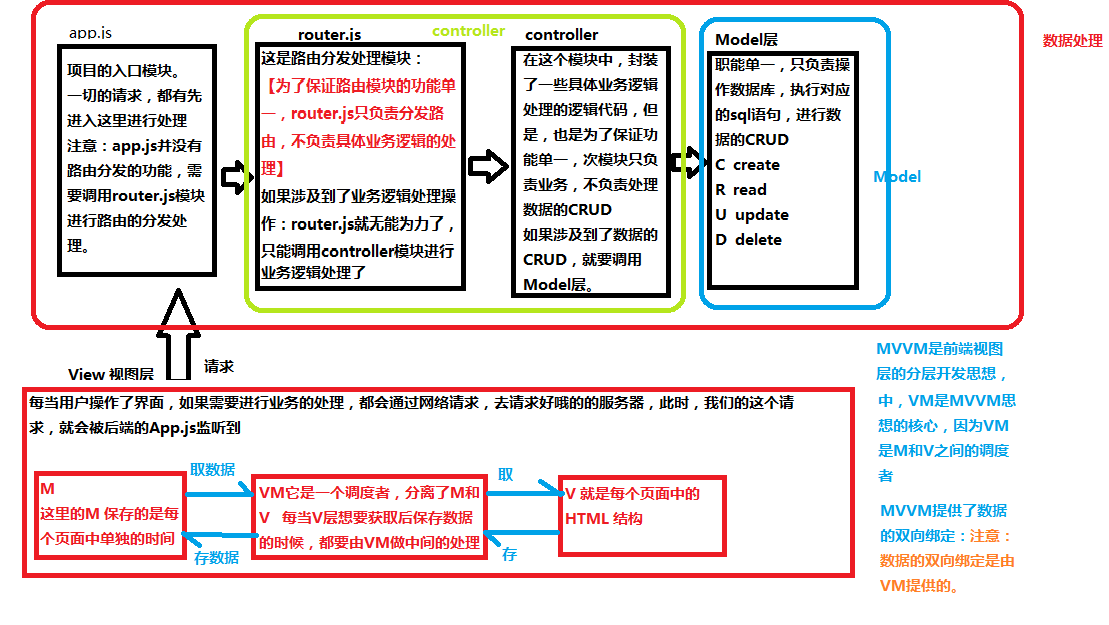 app.js
项目的入口模块。
一切的请求，都有先
进入这里进行处理
注意：app.js并没有
路由分发的功能，需
要调用router.js模块
进行路由的分发处
理。
router.js
controller
这是路由分发处理模块：
【为了保证路由模块的功能单
一，router.js只负责分发路
由，不负责具体业务逻辑的处
理】
如果涉及到了业务逻辑处理操
作：router.js就无能为力了，
只能调用controller模块进行
业务逻辑处理了
controller
在这个模块中，封装
了一些具体业务逻辑
处理的逻辑代码，但
是，也是为了保证功
能单一，次模块只负
责业务，不负责处理
数据的CRUD
如果涉及到了数据的
CRUD，就要调用
Model层。
Model层
职能单一，只负责操
作数据库，执行对应
的sql语句，进行数
据的CRUD
C create
R read
U update
D delete
Model
数据处理
View 视图层
请求
每当用户操作了界面，如果需要进行业务的处理，都会通过网络请求，去请求好哦的的服务器，此时，我们的这个请
求，就会被后端的App.js监听到
M
这里的M 保存的是每
个页面中单独的时间
取数据
存数据
VM它是一个调度者，分离了M和
V 每当V层想要获取后保存数据
的时候，都要由VM做中间的处理
取
存
V 就是每个页面中的
HTML 结构
MVVM是前端视图
层的分层开发思想，
中，VM是MVVM思
想的核心，因为VM
是M和V之间的调度
者
MVVM提供了数据
的双向绑定：注意：
数据的双向绑定是由
VM提供的。